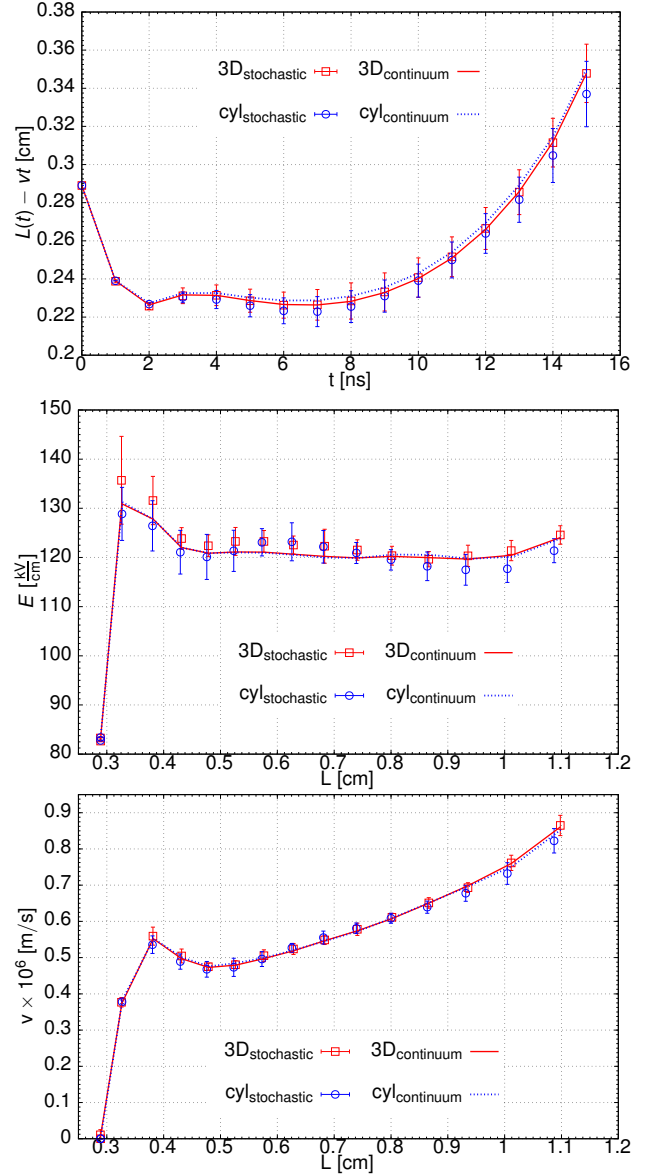 0.38
0.36
0.34
0.32
0.3
0.28
0.26
0.24
0.22
0.2
L(t) − vt [cm]
3D_stochastic 3D_continuum
cyl_stochastic cyl_continuum
0 2 4 6 8 10 12 14 16
t [ns]
150
140
130
120
110
100
90
80
E [kV/cm]
3D_stochastic 3D_continuum
cyl_stochastic cyl_continuum
0.3 0.4 0.5 0.6 0.7 0.8 0.9 1 1.1 1.2
L [cm]
0.9
0.8
0.7
0.6
0.5
0.4
0.3
0.2
0.1
0
v × 10^6 [m/s]
3D_stochastic 3D_continuum
cyl_stochastic cyl_continuum
0.3 0.4 0.5 0.6 0.7 0.8 0.9 1 1.1 1.2
L [cm]